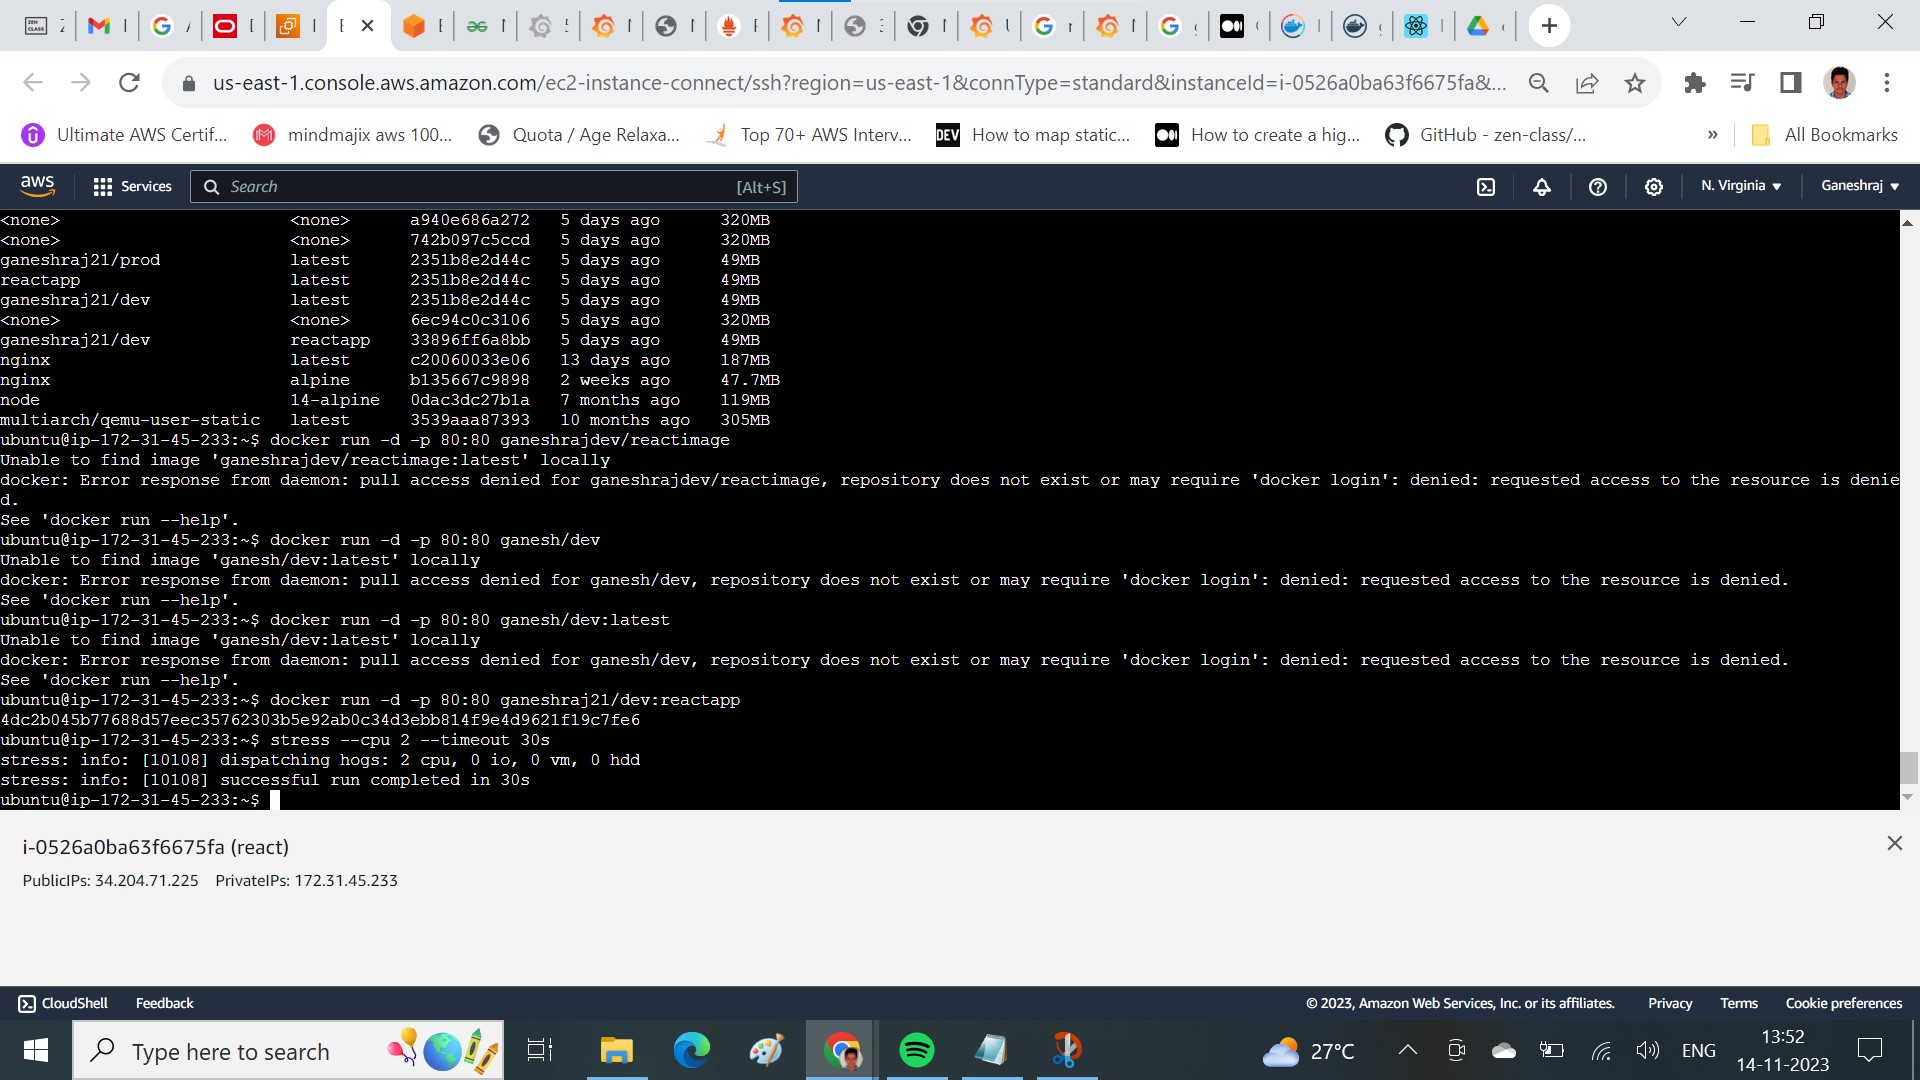 us-east-1.console.aws.amazon.com/ec2-instance-connect/ssh?region=us-east-1&connType=standard&instanceId=i-0526a0ba63f6675fa&...
Ultimate AWS Certif... mindmajix aws 100... Quota / Age Relaxa... Top 70+ AWS Interv... DEV How to map static... How to create a hig... GitHub - zen-class/... » All Bookmarks
aws Services Search [Alt+S] N. Virginia Ganeshraj
<none> <none> a940e686a272 5 days ago 320MB
<none> <none> 742b097c5ccd 5 days ago 320MB
ganeshraj21/prod latest 2351b8e2d44c 5 days ago 49MB
reactapp latest 2351b8e2d44c 5 days ago 49MB
ganeshraj21/dev latest 2351b8e2d44c 5 days ago 49MB
<none> <none> 6ec94c0c3106 5 days ago 320MB
ganeshraj21/dev reactapp 33896ff6a8bb 5 days ago 49MB
nginx latest c20060033e06 13 days ago 187MB
nginx alpine b135667c9898 2 weeks ago 47.7MB
node 14-alpine 0dac3dc27b1a 7 months ago 119MB
multiarch/qemu-user-static latest 3539aaa87393 10 months ago 305MB
ubuntu@ip-172-31-45-233:~$ docker run -d -p 80:80 ganeshrajdev/reactimage
Unable to find image 'ganeshrajdev/reactimage:latest' locally
docker: Error response from daemon: pull access denied for ganeshrajdev/reactimage, repository does not exist or may require 'docker login': denied: requested access to the resource is denie
d.
See 'docker run --help'.
ubuntu@ip-172-31-45-233:~$ docker run -d -p 80:80 ganesh/dev
Unable to find image 'ganesh/dev:latest' locally
docker: Error response from daemon: pull access denied for ganesh/dev, repository does not exist or may require 'docker login': denied: requested access to the resource is denied.
See 'docker run --help'.
ubuntu@ip-172-31-45-233:~$ docker run -d -p 80:80 ganesh/dev:latest
Unable to find image 'ganesh/dev:latest' locally
docker: Error response from daemon: pull access denied for ganesh/dev, repository does not exist or may require 'docker login': denied: requested access to the resource is denied.
See 'docker run --help'.
ubuntu@ip-172-31-45-233:~$ docker run -d -p 80:80 ganeshraj21/dev:reactapp
4dc2b045b77688d57eec35762303b5e92ab0c34d3ebb814f9e4d9621f19c7fe6
ubuntu@ip-172-31-45-233:~$ stress --cpu 2 --timeout 30s
stress: info: [10108] dispatching hogs: 2 cpu, 0 io, 0 vm, 0 hdd
stress: info: [10108] successful run completed in 30s
ubuntu@ip-172-31-45-233:~$
i-0526a0ba63f6675fa (react)
PublicIPs: 34.204.71.225 PrivateIPs: 172.31.45.233
CloudShell Feedback © 2023, Amazon Web Services, Inc. or its affiliates. Privacy Terms Cookie preferences
Type here to search 27°C ENG 13:52
14-11-2023